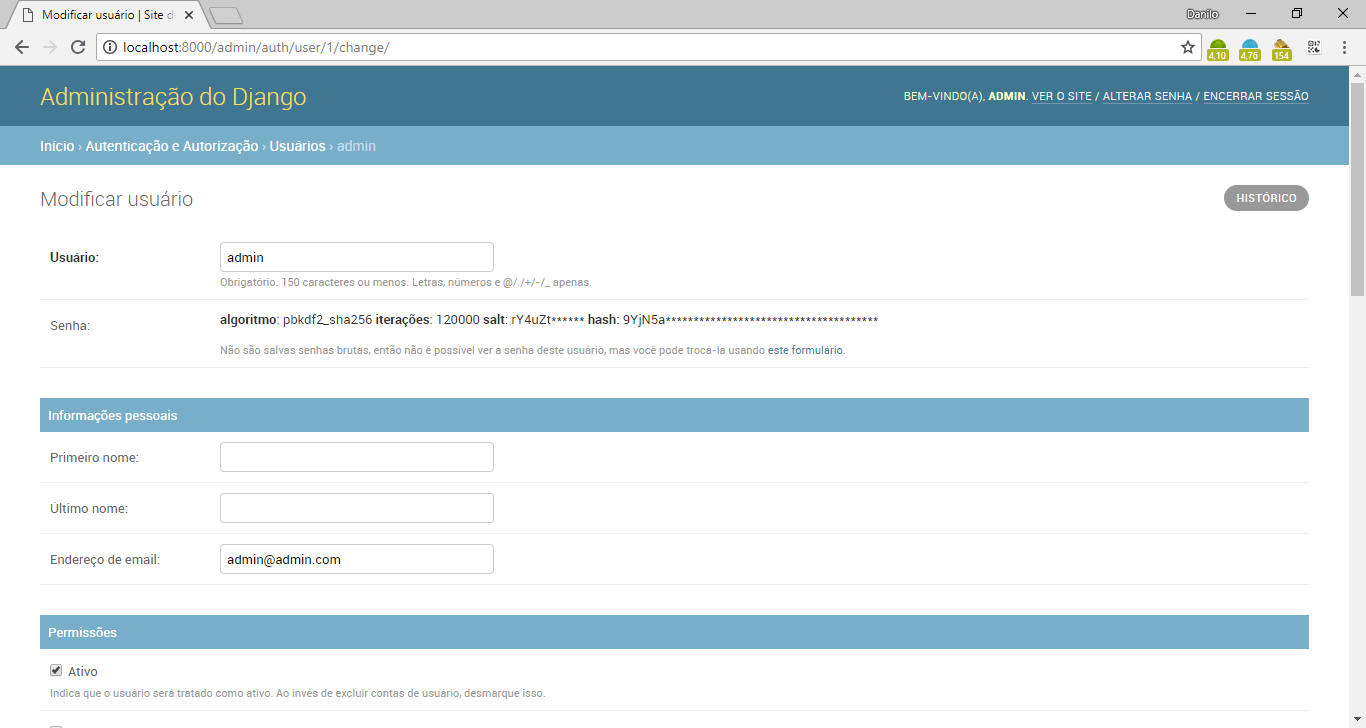 Modificar usuário | Site d
Danilo
localhost:8000/admin/auth/user/1/change/
4,10
4,76
154
Administração do Django
BEM-VINDO(A), ADMIN. VER O SITE / ALTERAR SENHA / ENCERRAR SESSÃO
Início › Autenticação e Autorização › Usuários › admin
Modificar usuário
HISTÓRICO
Usuário:
admin
Obrigatório. 150 caracteres ou menos. Letras, números e @/./+/-/_ apenas.
Senha:
algoritmo: pbkdf2_sha256 iterações: 120000 salt: rY4uZt****** hash: 9YjN5a**************************************
Não são salvas senhas brutas, então não é possível ver a senha deste usuário, mas você pode trocá-la usando este formulário.
Informações pessoais
Primeiro nome:
Último nome:
Endereço de email:
admin@admin.com
Permissões
Ativo
Indica que o usuário será tratado como ativo. Ao invés de excluir contas de usuário, desmarque isso.